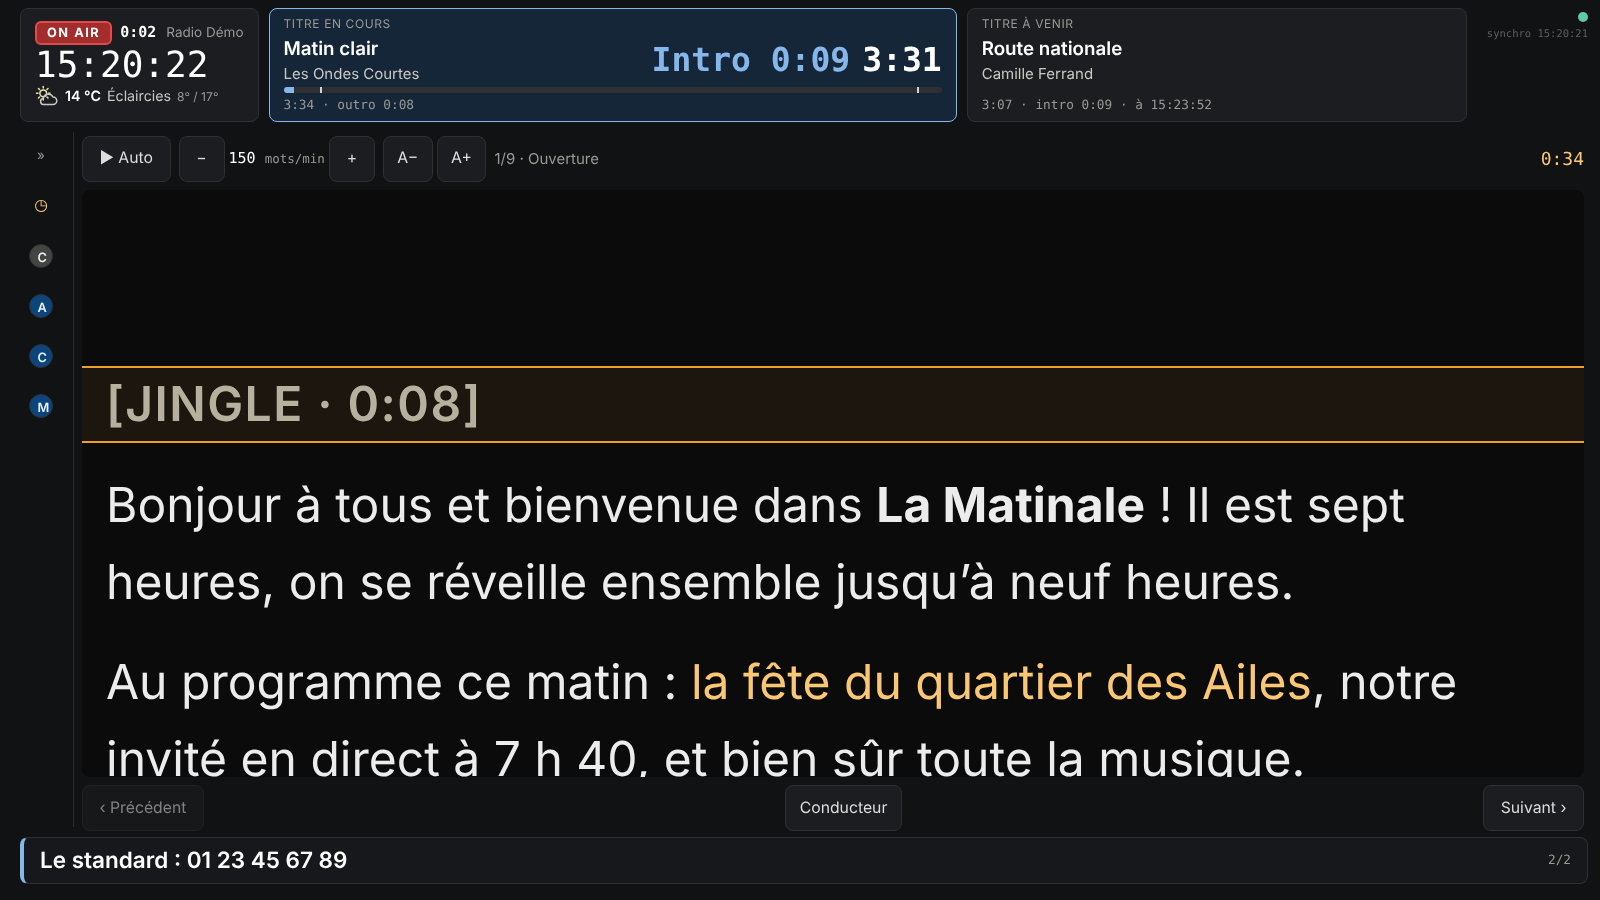 ON AIR 0:02 Radio Démo
15:20:22
14 °C Éclaircies 8° / 17°
TITRE EN COURS
Matin clair
Les Ondes Courtes
Intro 0:09 3:31
3:34 · outro 0:08
TITRE À VENIR
Route nationale
Camille Ferrand
3:07 · intro 0:09 · à 15:23:52
synchro 15:20:21
»
C
A
C
M
▶ Auto
− 150 mots/min +
A− A+ 1/9 · Ouverture
0:34
[JINGLE · 0:08]
Bonjour à tous et bienvenue dans La Matinale ! Il est sept
heures, on se réveille ensemble jusqu’à neuf heures.
Au programme ce matin : la fête du quartier des Ailes, notre
invité en direct à 7 h 40, et bien sûr toute la musique.
‹ Précédent
Conducteur
Suivant ›
Le standard : 01 23 45 67 89
2/2